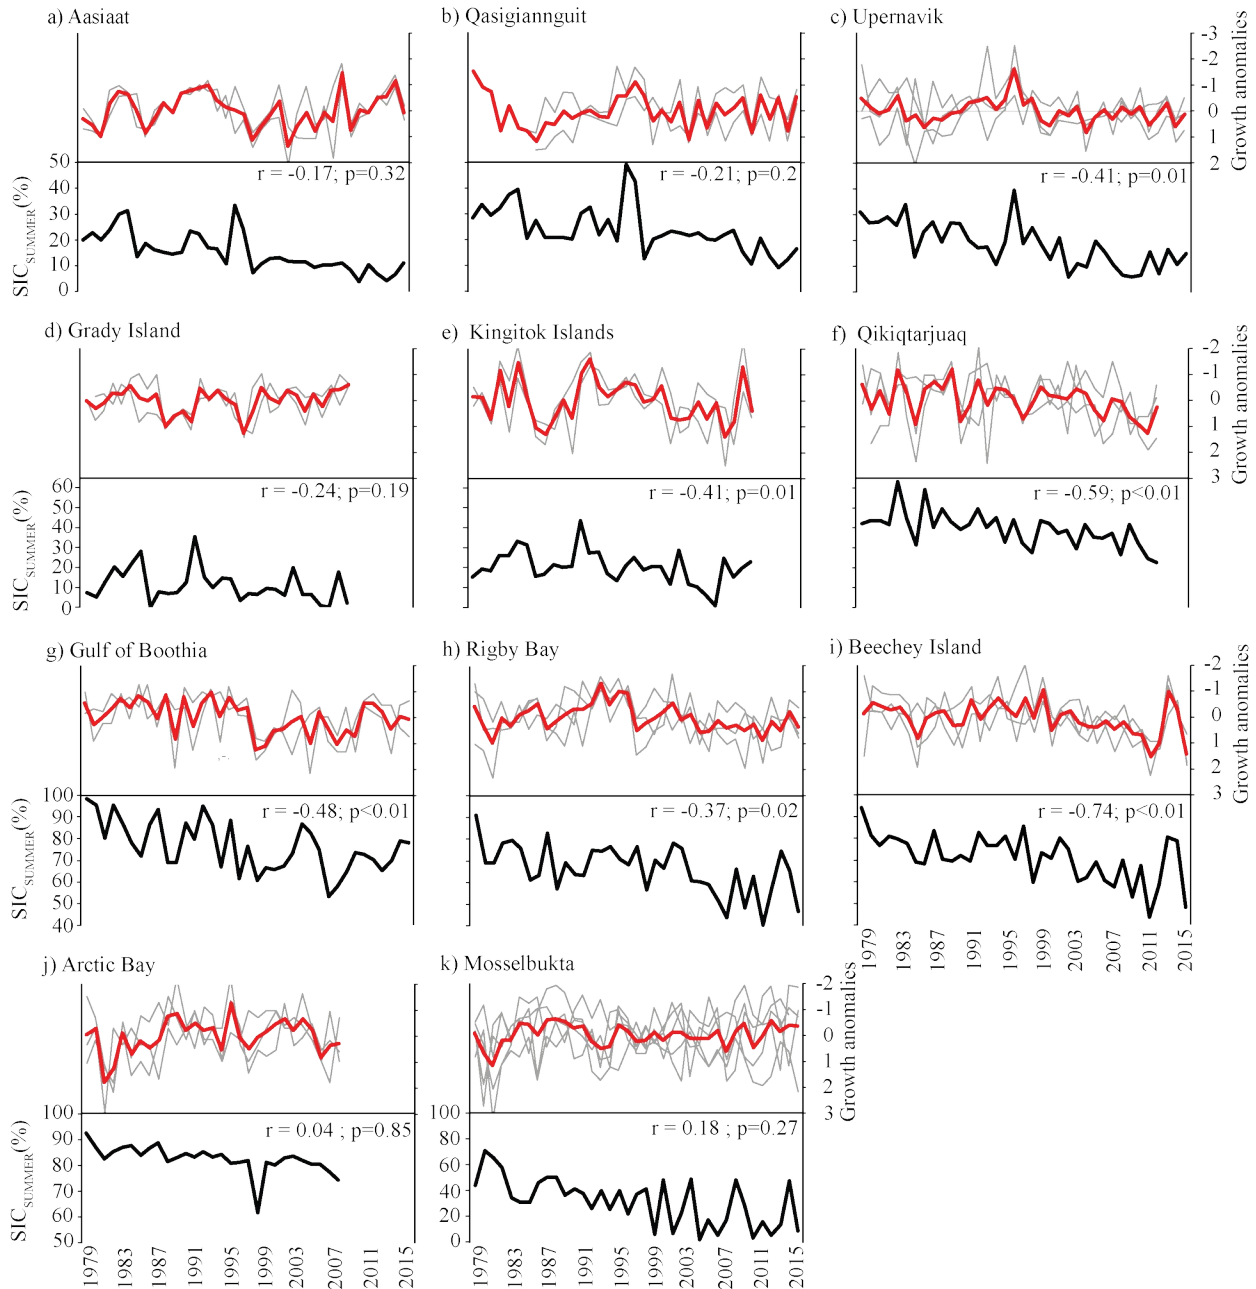 a) Aasiaat
b) Qasigiannguit
c) Upernavik
-3
-2
-1
0
1
2
Growth anomalies
50
40
30
20
10
0
SIC SUMMER (%)
r = -0.17; p=0.32
r = -0.21; p=0.2
r = -0.41; p=0.01
d) Grady Island
e) Kingitok Islands
f) Qikiqtarjuaq
-2
-1
0
1
2
3
Growth anomalies
60
50
40
30
20
10
0
SIC SUMMER (%)
r = -0.24; p=0.19
r = -0.41; p=0.01
r = -0.59; p<0.01
g) Gulf of Boothia
h) Rigby Bay
i) Beechey Island
-2
-1
0
1
2
3
Growth anomalies
100
90
80
70
60
50
40
SIC SUMMER (%)
r = -0.48; p<0.01
r = -0.37; p=0.02
r = -0.74; p<0.01
1979 1983 1987 1991 1995 1999 2003 2007 2011 2015
j) Arctic Bay
k) Mosselbukta
-2
-1
0
1
2
3
Growth anomalies
100
90
80
70
60
50
SIC SUMMER (%)
r = 0.04 ; p=0.85
100
80
60
40
20
0
r = 0.18 ; p=0.27
1979 1983 1987 1991 1995 1999 2003 2007 2011 2015
1979 1983 1987 1991 1995 1999 2003 2007 2011 2015